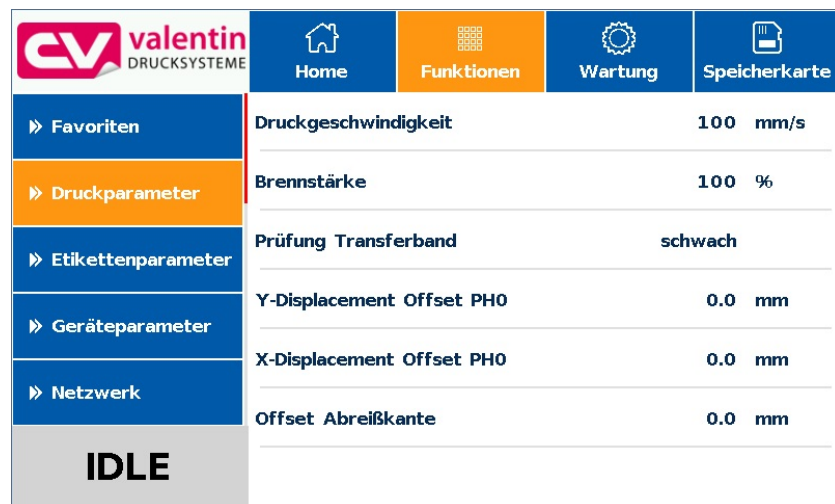 valentin
DRUCKSYSTEME
Home
Funktionen
Wartung
Speicherkarte
Favoriten
Druckparameter
Etikettenparameter
Geräteparameter
Netzwerk
IDLE
Druckgeschwindigkeit 100 mm/s
Brennstärke 100 %
Prüfung Transferband schwach
Y-Displacement Offset PH0 0.0 mm
X-Displacement Offset PH0 0.0 mm
Offset Abreißkante 0.0 mm